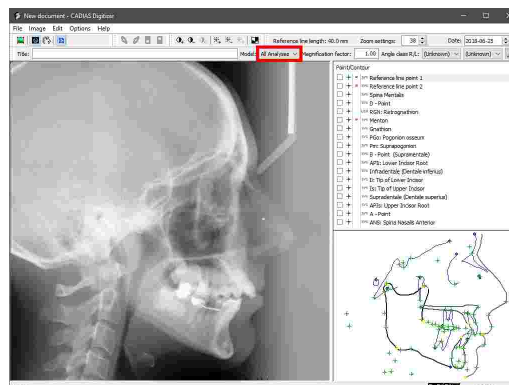 New document - CADIAS Digitizer
File Image Edit Options Help
Reference line length: 40.0 mm Zoom settings: 38 Date: 2018-06-25
Title: Model: All Analyses Magnification factor: 1.00 Angle class R/L: (Unknown) (Unknown)
Point/Contour
Reference line point 1
Reference line point 2
Spina Mentalis
D - Point
RGN: Retrognathion
Menton
Gnathion
PGo: Pogonion osseum
Pm: Suprapogonion
B - Point (Supramentale)
API: Lower Incisor Root
Infradentale (Dentale inferius)
Ii: Tip of Lower Incisor
Is: Tip of Upper Incisor
Supradentale (Dentale superius)
APIs: Upper Incisor Root
A - Point
ANS: Spina Nasalis Anterior